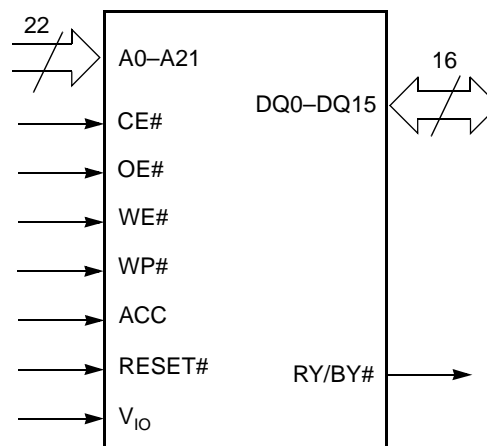 22
A0–A21
16
DQ0–DQ15
CE#
OE#
WE#
WP#
ACC
RESET#
RY/BY#
VIO